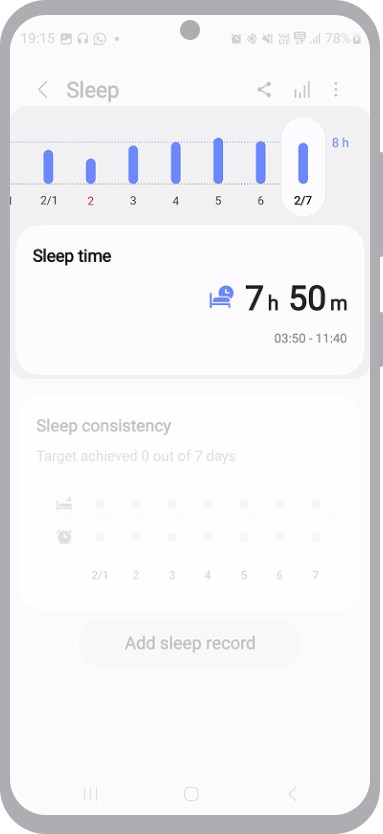 19:15 78%
Sleep
8 h
2/1 2 3 4 5 6 2/7
Sleep time
7 h 50 m
03:50 - 11:40
Sleep consistency
Target achieved 0 out of 7 days
2/1 2 3 4 5 6 7
Add sleep record